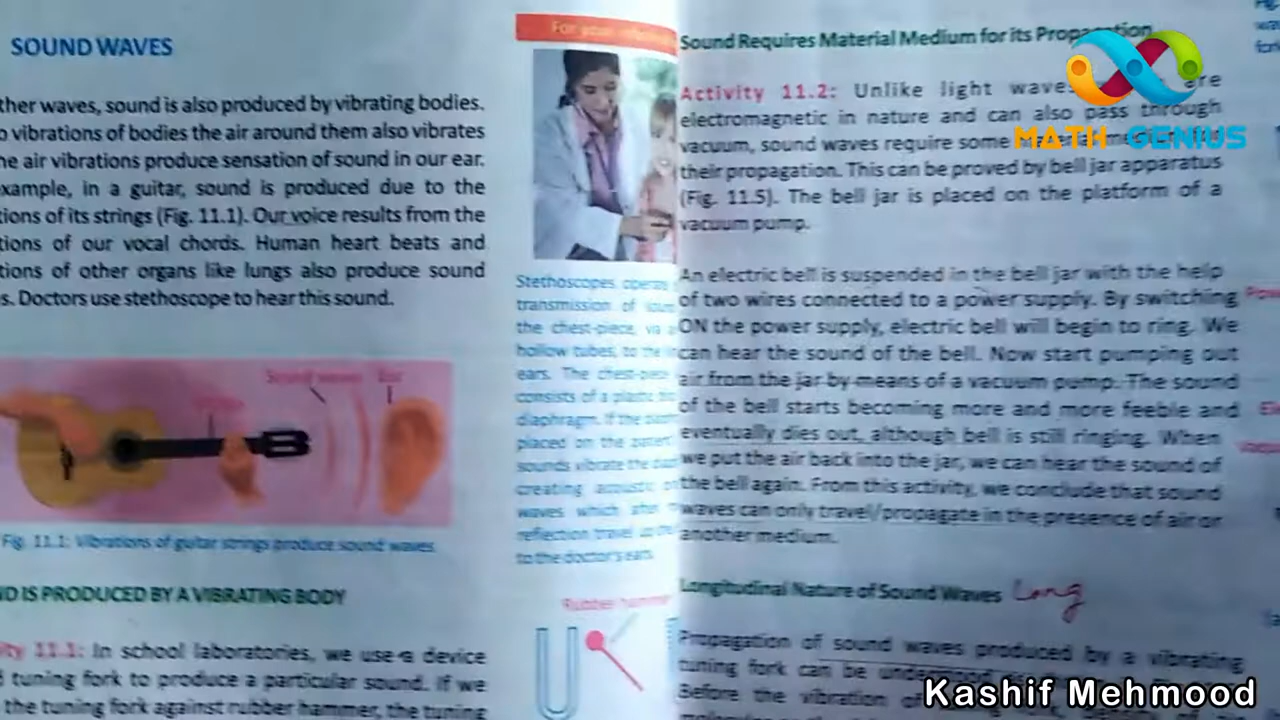 SOUND WAVES
ther waves, sound is also produced by vibrating bodies.
o vibrations of bodies the air around them also vibrates
he air vibrations produce sensation of sound in our ear.
example, in a guitar, sound is produced due to the
tions of its strings (Fig. 11.1). Our voice results from the
tions of our vocal chords. Human heart beats and
tions of other organs like lungs also produce sound
s. Doctors use stethoscope to hear this sound.
Sound waves
Ear
Fig. 11.1: Vibrations of guitar strings produce sound waves
ND IS PRODUCED BY A VIBRATING BODY
ity 11.1: In school laboratories, we use a device
d tuning fork to produce a particular sound. If we
the tuning fork against rubber hammer, the tuning
For your
Stethoscopes operate
transmission of
the chest-piece, via
hollow tubes, to the
ears. The chest-piece
consists of a plastic
diaphragm. If the
placed on the patient
sounds vibrate the
creating acoustic
waves which
reflection travel
to the doctor's ears.
Rubber hammer
Sound Requires Material Medium for its Propagation
Activity 11.2: Unlike light waves are
electromagnetic in nature and can also pass through
vacuum, sound waves require some
their propagation. This can be proved by bell jar apparatus
(Fig. 11.5). The bell jar is placed on the platform of a
vacuum pump.
An electric bell is suspended in the bell jar with the help
of two wires connected to a power supply. By switching
ON the power supply, electric bell will begin to ring. We
can hear the sound of the bell. Now start pumping out
air from the jar by means of a vacuum pump. The sound
of the bell starts becoming more and more feeble and
eventually dies out, although bell is still ringing. When
we put the air back into the jar, we can hear the sound of
the bell again. From this activity, we conclude that sound
waves can only travel/propagate in the presence of air or
another medium.
Longitudinal Nature of Sound Waves Long
Propagation of sound waves produced by a vibrating
tuning fork can be
Before the vibration of
MATH GENIUS
Kashif Mehmood